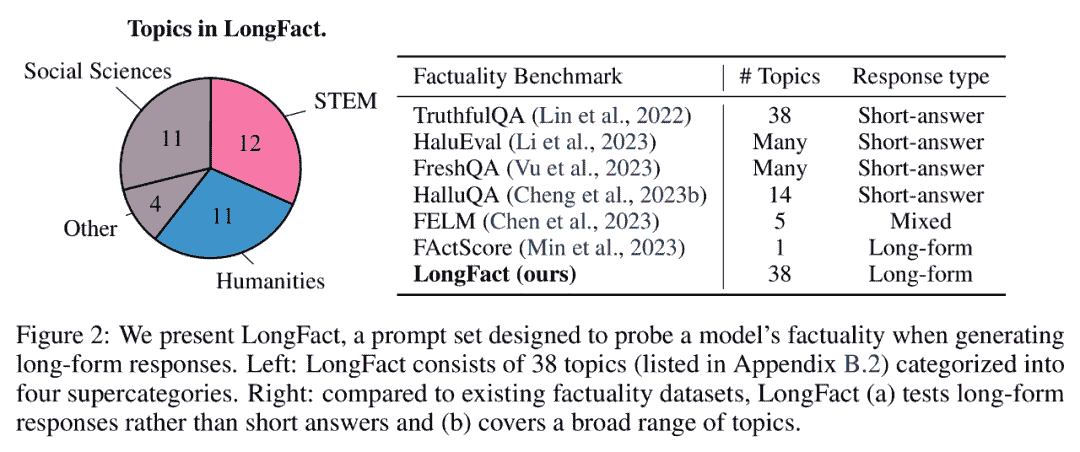 Topics in LongFact.
Social Sciences
STEM
11
12
4
11
Other
Humanities
Factuality Benchmark # Topics Response type
TruthfulQA (Lin et al., 2022) 38 Short-answer
HaluEval (Li et al., 2023) Many Short-answer
FreshQA (Vu et al., 2023) Many Short-answer
HalluQA (Cheng et al., 2023b) 14 Short-answer
FELM (Chen et al., 2023) 5 Mixed
FActScore (Min et al., 2023) 1 Long-form
LongFact (ours) 38 Long-form
Figure 2: We present LongFact, a prompt set designed to probe a model's factuality when generating
long-form responses. Left: LongFact consists of 38 topics (listed in Appendix B.2) categorized into
four supercategories. Right: compared to existing factuality datasets, LongFact (a) tests long-form
responses rather than short answers and (b) covers a broad range of topics.